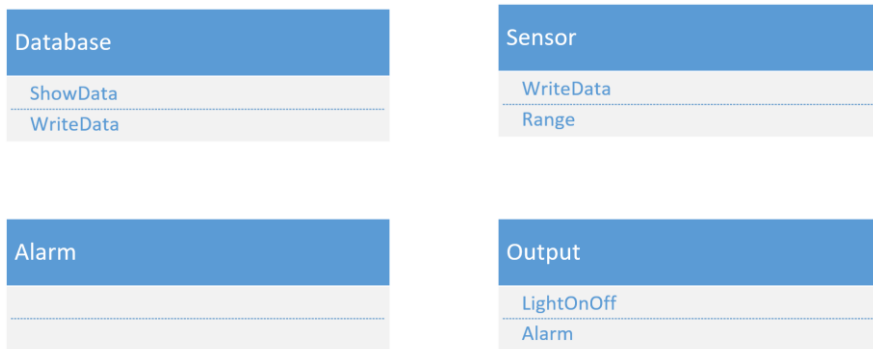 Database
ShowData
WriteData
Sensor
WriteData
Range
Alarm
Output
LightOnOff
Alarm